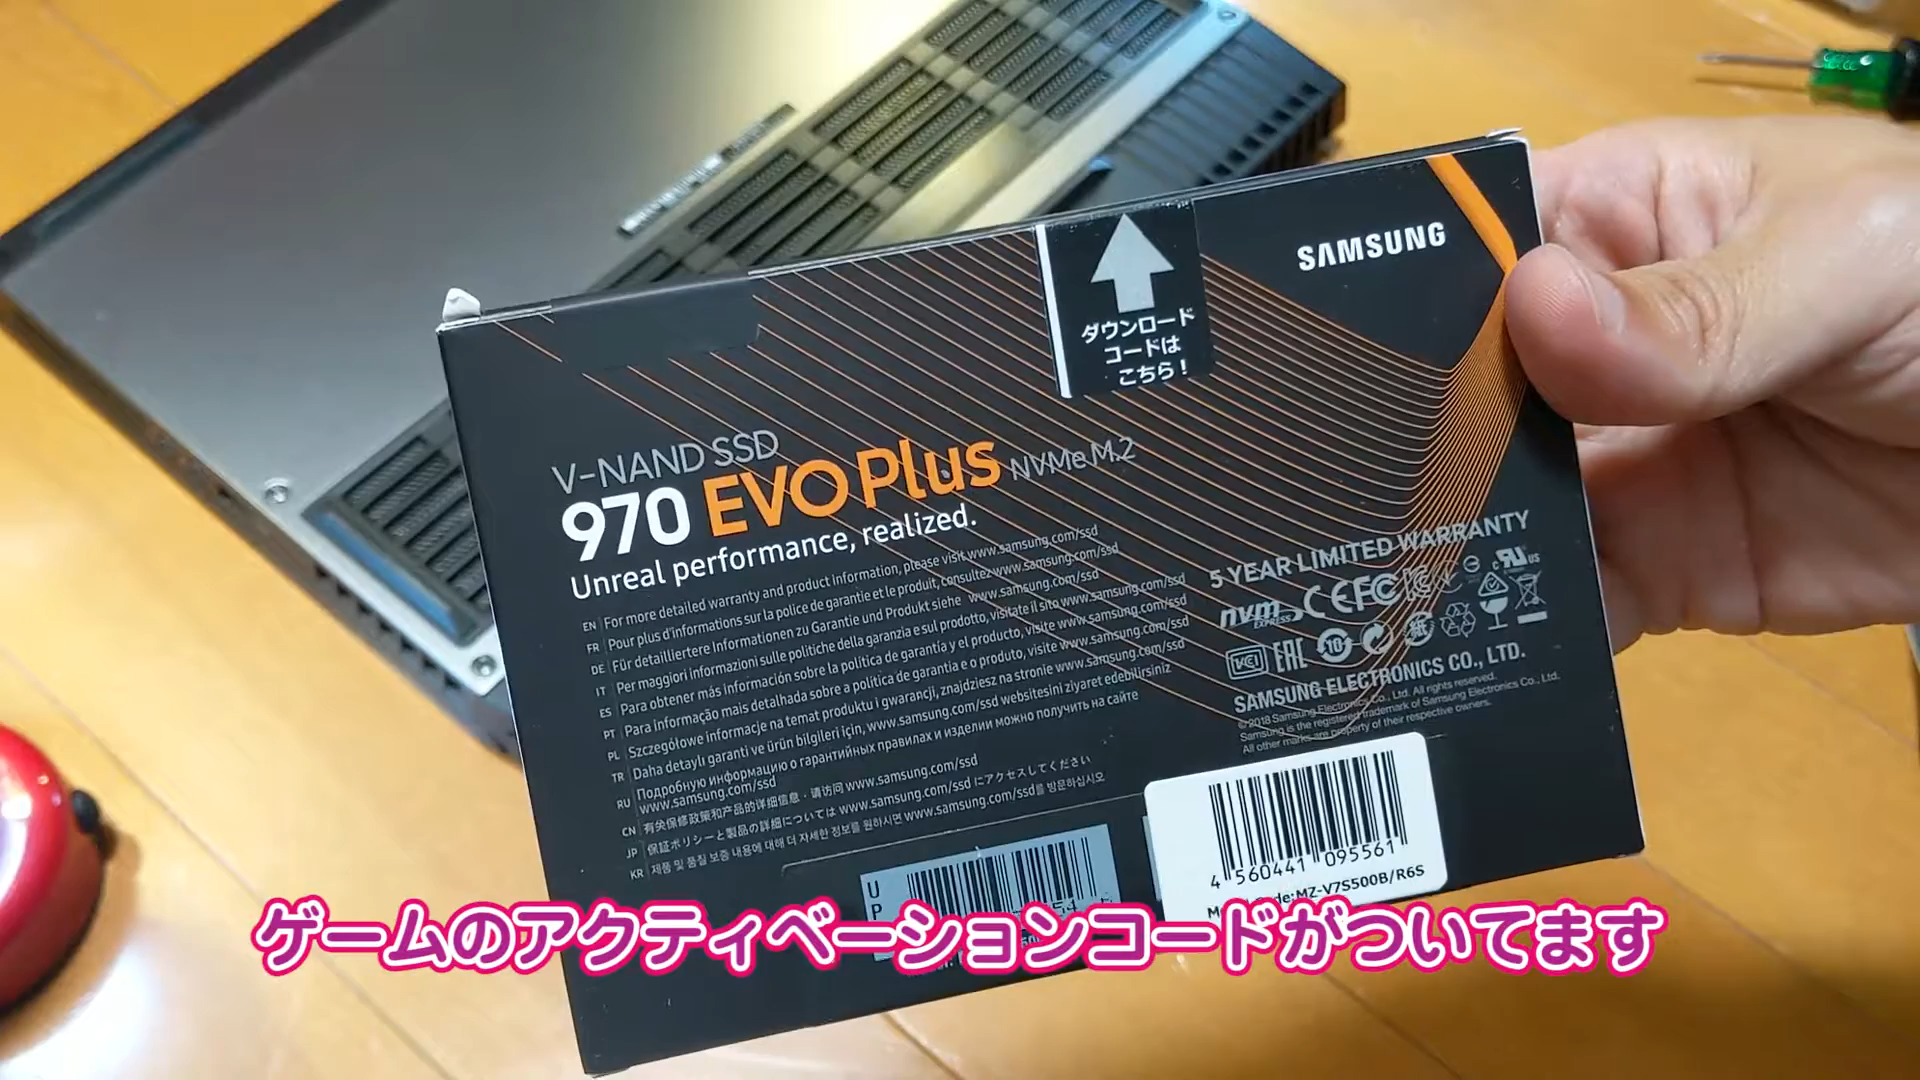 SAMSUNG
ダウンロード
コードは
こちら!
V-NAND SSD
970 EVO Plus NVMe M.2
Unreal performance, realized.
EN For more detailed warranty and product information, please visit www.samsung.com/ssd
FR Pour plus d'informations sur la police de garantie et le produit, consultez www.samsung.com/ssd
DE Für detailliertere Informationen zu Garantie und Produkt siehe www.samsung.com/ssd
IT Per maggiori informazioni sulle politiche della garanzia e sul prodotto, visitate il sito www.samsung.com/ssd
ES Para obtener más información sobre la política de garantía y el producto, visite www.samsung.com/ssd
PT Para informação mais detalhada sobre a política de garantia e o produto, visite www.samsung.com/ssd
PL Szczegółowe informacje na temat produktu i gwarancji, znajdziesz na stronie www.samsung.com/ssd
TR Daha detaylı garanti ve ürün bilgileri için, www.samsung.com/ssd websitesini ziyaret edebilirsiniz
RU Подробную информацию о гарантийных правилах и изделии можно получить на сайте
www.samsung.com/ssd
CN 有关保修政策和产品的详细信息，请访问 www.samsung.com/ssd
JP 保証ポリシーと製品の詳細については www.samsung.com/ssd にアクセスしてください
KR 제품 및 품질 보증 내용에 대해 더 자세한 정보를 원하시면 www.samsung.com/ssd를 방문하십시오
5 YEAR LIMITED WARRANTY
nvm EXPRESS CE FC
VCI EAC 10
SAMSUNG ELECTRONICS CO., LTD.
© 2018 Samsung Electronics Co., Ltd. All rights reserved.
Samsung is the registered trademark of Samsung Electronics Co., Ltd.
All other marks are property of their respective owners.
4 560441 095561
MZ-V7S500B/R6S
U
P
ゲームのアクティベーションコードがついてます